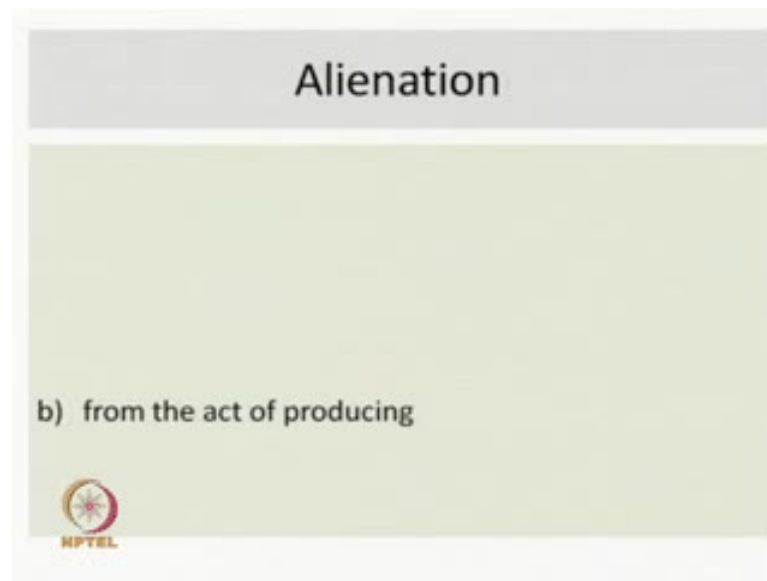 Alienation
b) from the act of producing
NPTEL